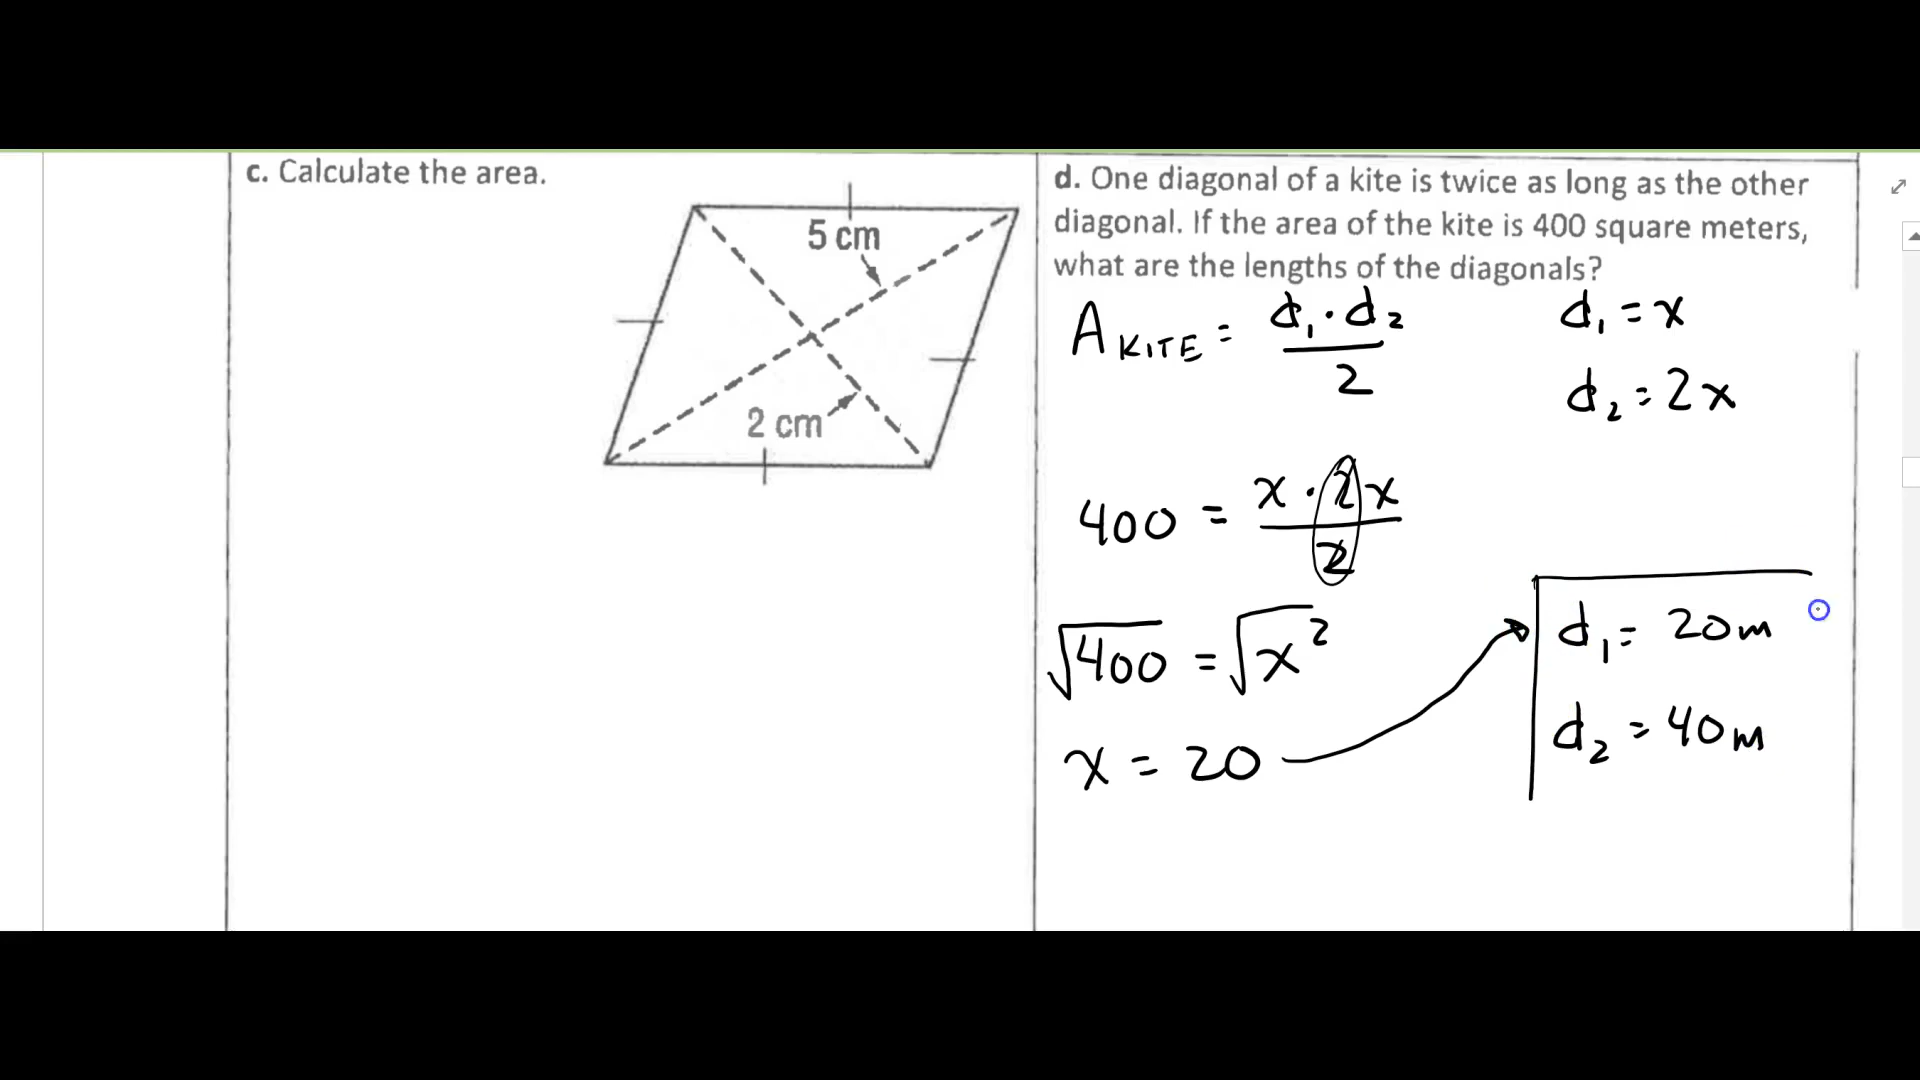 c. Calculate the area.
5 cm
2 cm
d. One diagonal of a kite is twice as long as the other
diagonal. If the area of the kite is 400 square meters,
what are the lengths of the diagonals?
A KITE = d₁ · d₂ / 2
d₁ = x
d₂ = 2x
400 = x · 2x / 2
√400 = √x²
x = 20
d₁ = 20m
d₂ = 40m